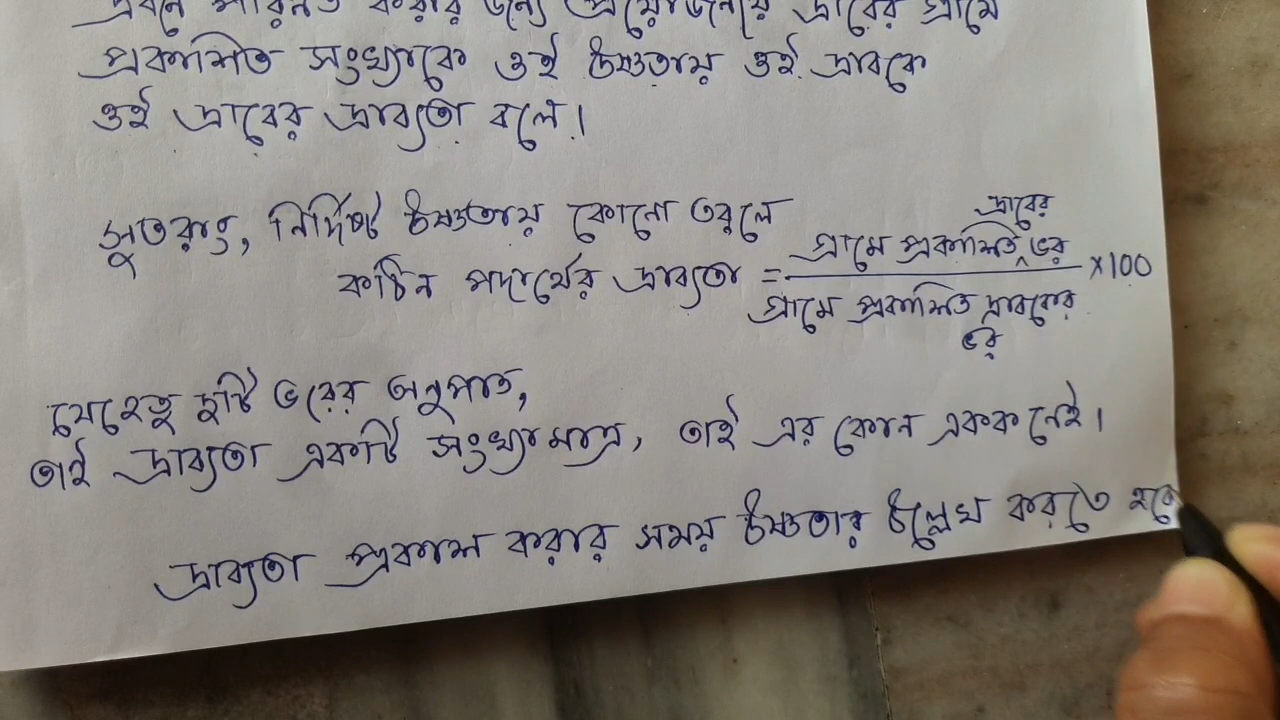 দ্রবণে পরিনত করার জন্য প্রয়োজনীয় দ্রাবের গ্রামে
প্রকাশিত সংখ্যাকে ওই উষ্ণতায় ওই দ্রাবকে
ওই দ্রাবের দ্রাব্যতা বলে।
সুতরাং, নির্দিষ্ট উষ্ণতায় কোনো তরলে
কঠিন পদার্থের দ্রাব্যতা = গ্রামে প্রকাশিত দ্রাবের ভর / গ্রামে প্রকাশিত দ্রাবকের ভর ×100
যেহেতু দুটি ভরের অনুপাত,
তাই দ্রাব্যতা একটি সংখ্যামাত্র, তাই এর কোন একক নেই।
দ্রাব্যতা প্রকাশ করার সময় উষ্ণতার উল্লেখ করতে হবে